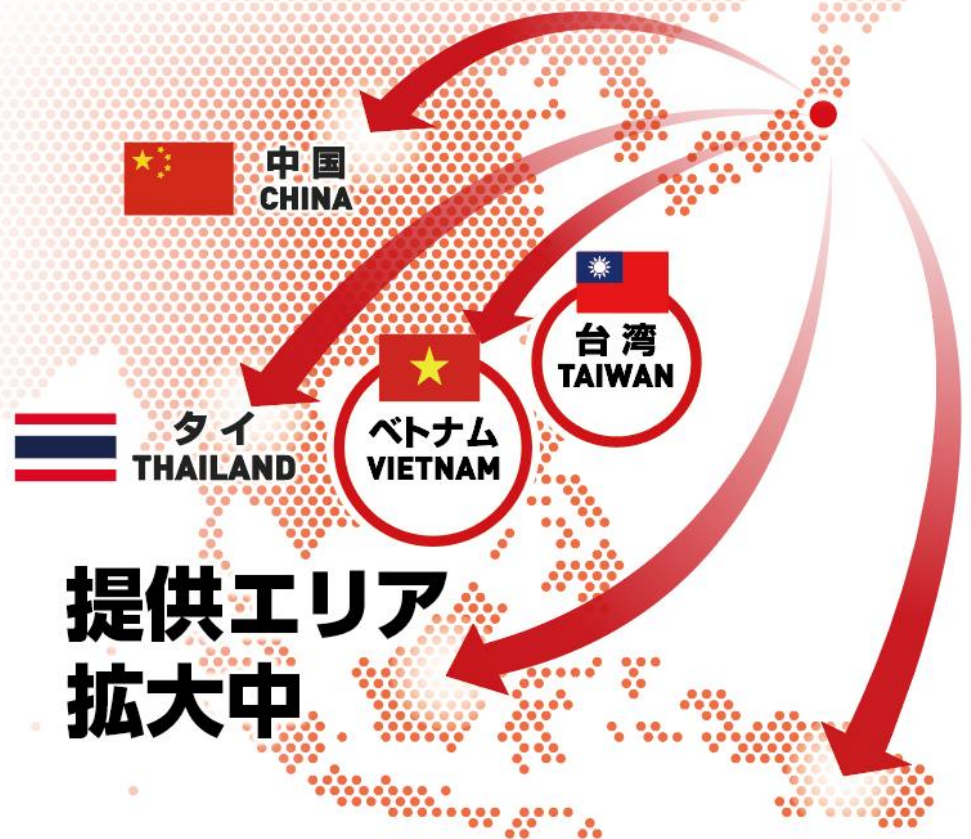 中国
CHINA
台湾
TAIWAN
ベトナム
VIETNAM
タイ
THAILAND
提供エリア
拡大中